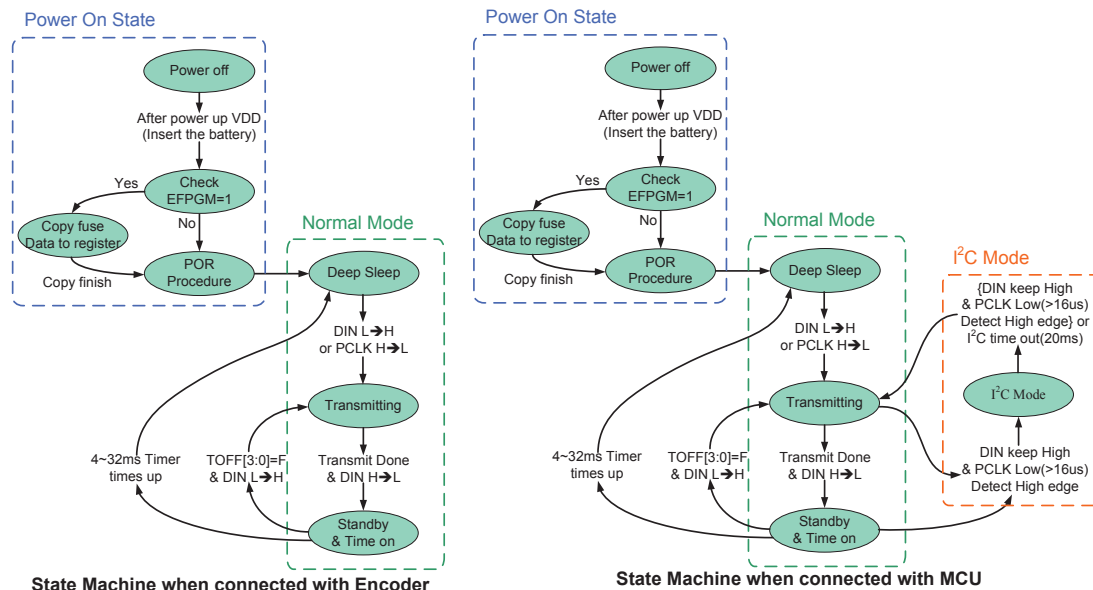 Power On State
Power off
After power up VDD
(Insert the battery)
Check
EFPGM=1
Yes
No
Copy fuse
Data to register
Copy finish
POR
Procedure
Normal Mode
Deep Sleep
DIN L➔H
or PCLK H➔L
Transmitting
4~32ms Timer
times up
TOFF[3:0]=F
& DIN L➔H
Transmit Done
& DIN H➔L
Standby
& Time on
State Machine when connected with Encoder
Power On State
Power off
After power up VDD
(Insert the battery)
Check
EFPGM=1
Yes
No
Copy fuse
Data to register
Copy finish
POR
Procedure
Normal Mode
Deep Sleep
DIN L➔H
or PCLK H➔L
Transmitting
4~32ms Timer
times up
TOFF[3:0]=F
& DIN L➔H
Transmit Done
& DIN H➔L
Standby
& Time on
I²C Mode
{DIN keep High
& PCLK Low(>16us)
Detect High edge} or
I²C time out(20ms)
I²C Mode
DIN keep High
& PCLK Low(>16us)
Detect High edge
State Machine when connected with MCU